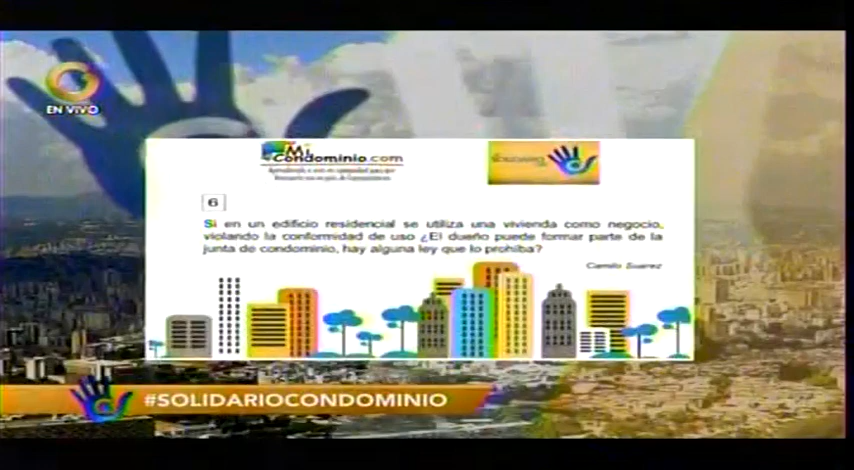 EN VIVO
Mi
Condominio.com
6
Si en un edificio residencial se utiliza una vivienda como negocio,
violando la conformidad de uso ¿El dueño puede formar parte de la
junta de condominio, hay alguna ley que lo prohiba?
Camilo Suarez
#SOLIDARIOCONDOMINIO